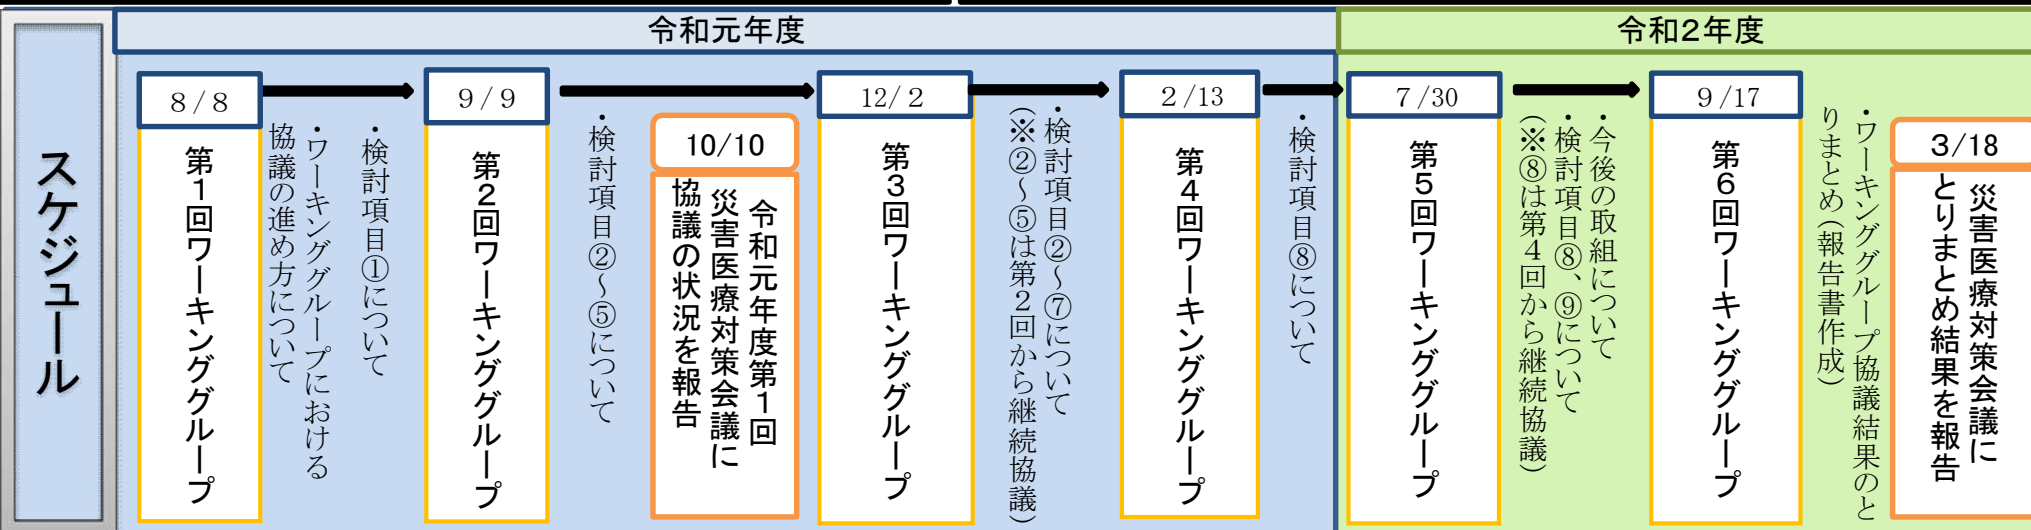 スケジュール
令和元年度
8/8
第1回ワーキンググループ
・検討項目①について
・ワーキンググループにおける
協議の進め方について
9/9
第2回ワーキンググループ
・検討項目②～⑤について
10/10
令和元年度第1回
災害医療対策会議に
協議の状況を報告
12/2
第3回ワーキンググループ
・検討項目②～⑦について
(※②～⑤は第2回から継続協議)
2/13
第4回ワーキンググループ
・検討項目⑧について
令和2年度
7/30
第5回ワーキンググループ
・今後の取組について
・検討項目⑧、⑨について
(※⑧は第4回から継続協議)
9/17
第6回ワーキンググループ
・ワーキンググループ協議結果のと
りまとめ(報告書作成)
3/18
災害医療対策会議に
とりまとめ結果を報告